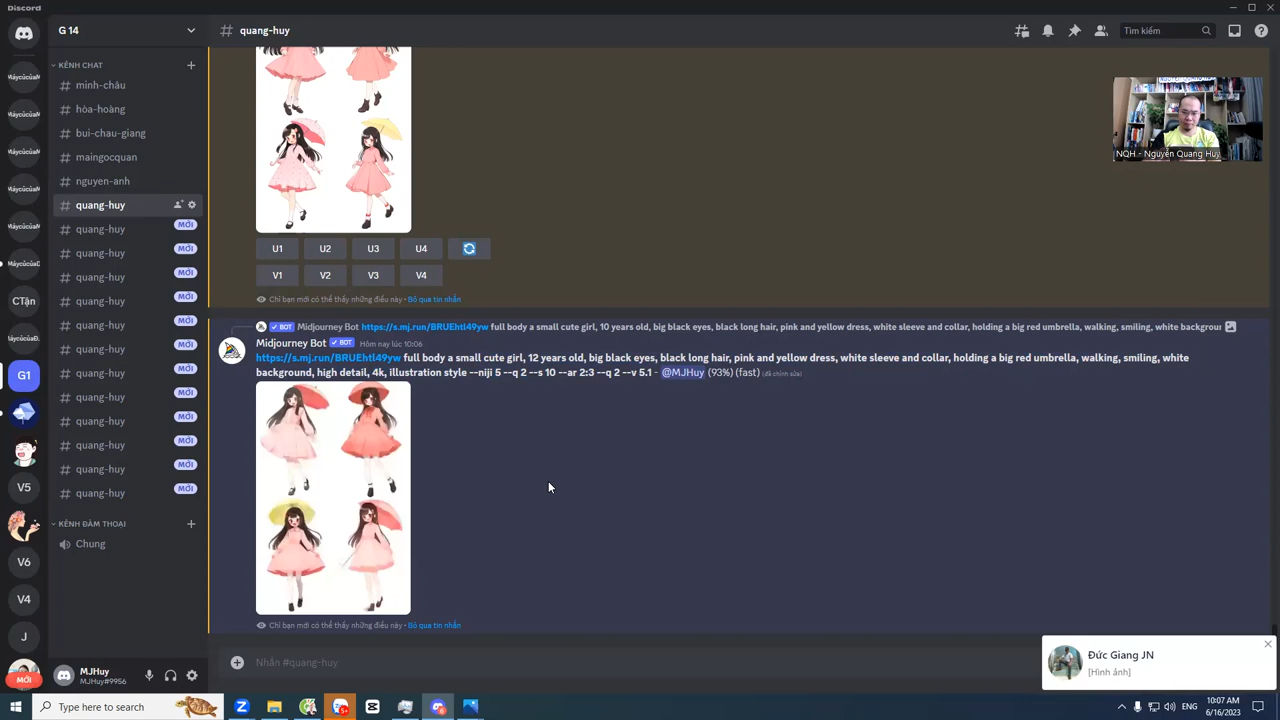 Discord
G 14
quang-huy
Tìm kiếm
MáycủcủaM
MáycủcủaM
MáycủcủaM
MáycủcủaM
MáycủcủaM
MáycủcủaD
CTận
MáycủcủaĐ.
G1
V5
V6
V4
J
MỚI
KÊNH CHAT
minh-châu
hòa-hoàng
bui-chau-giang
maingocquan
nguyen-anh
quang-huy
quang-huy MỚI
quang-huy MỚI
quang-huy MỚI
quang-huy MỚI
quang-huy MỚI
quang-huy MỚI
quang-huy MỚI
quang-huy MỚI
quang-huy MỚI
quang-huy MỚI
quang-huy MỚI
quang-huy MỚI
KÊNH ĐÀM THOẠI
Chung
MJHuy
MJHuy#9956
NQH - Nguyễn Quang Huy
U1 U2 U3 U4
V1 V2 V3 V4
Chỉ bạn mới có thể thấy những điều này • Bỏ qua tin nhắn
BOT Midjourney Bot https://s.mj.run/BRUEhtl49yw full body a small cute girl, 10 years old, big black eyes, black long hair, pink and yellow dress, white sleeve and collar, holding a big red umbrella, walking, smiling, white backgrou
Midjourney Bot BOT Hôm nay lúc 10:06
https://s.mj.run/BRUEhtl49yw full body a small cute girl, 12 years old, big black eyes, black long hair, pink and yellow dress, white sleeve and collar, holding a big red umbrella, walking, smiling, white
background, high detail, 4k, illustration style --niji 5 --q 2 --s 10 --ar 2:3 --q 2 --v 5.1 - @MJHuy (93%) (fast) (đã chỉnh sửa)
Chỉ bạn mới có thể thấy những điều này • Bỏ qua tin nhắn
Nhắn #quang-huy
Đức Giang JN
[Hình ảnh]
Type here to search
5+
ENG
10:07 AM
6/16/2023